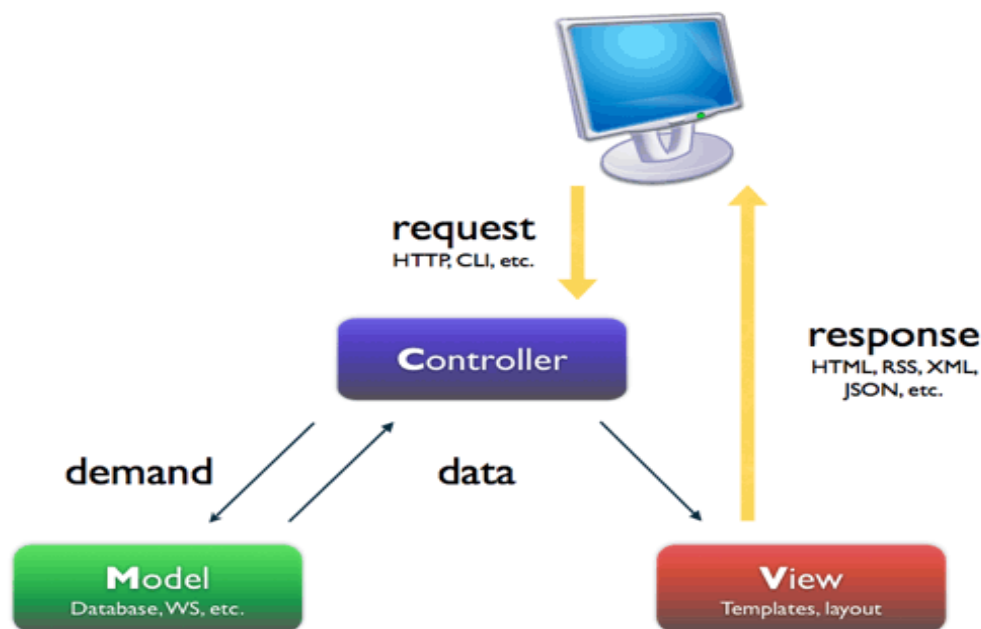 request
HTTP, CLI, etc.
Controller
response
HTML, RSS, XML,
JSON, etc.
demand
data
Model
Database, WS, etc.
View
Templates, layout